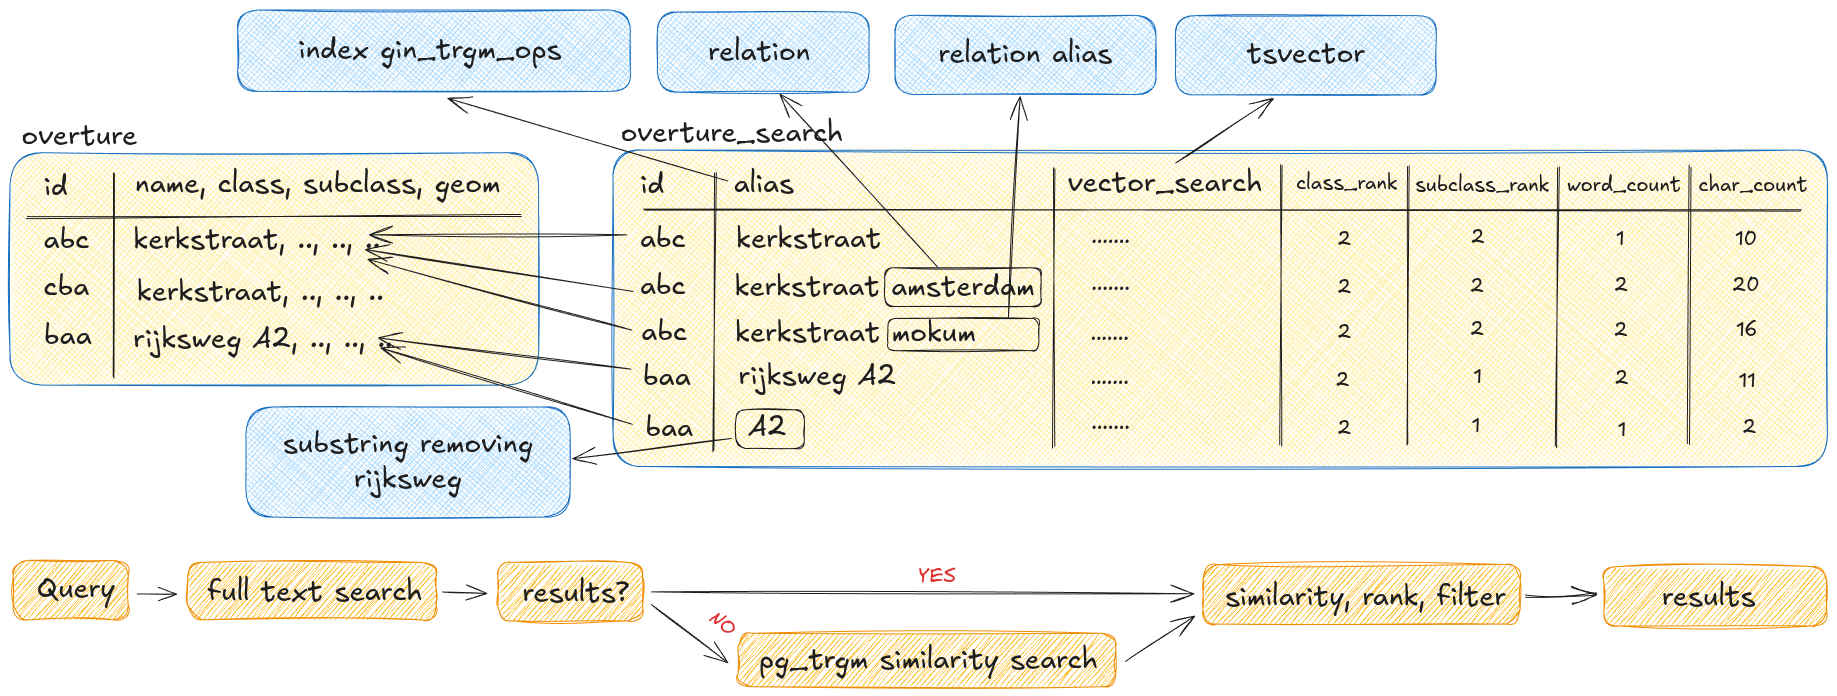 index gin_trgm_ops
relation
relation alias
tsvector
overture
id
name, class, subclass, geom
abc
kerkstraat, .., .., ..
cba
kerkstraat, .., .., ..
baa
rijksweg A2, .., .., ..
overture_search
id alias vector_search class_rank subclass_rank word_count char_count
abc kerkstraat ....... 2 2 1 10
abc kerkstraat amsterdam ....... 2 2 2 20
abc kerkstraat mokum ....... 2 2 2 16
baa rijksweg A2 ....... 2 1 2 11
baa A2 ....... 2 1 1 2
substring removing
rijksweg
Query
full text search
results?
YES
NO
pg_trgm similarity search
similarity, rank, filter
results